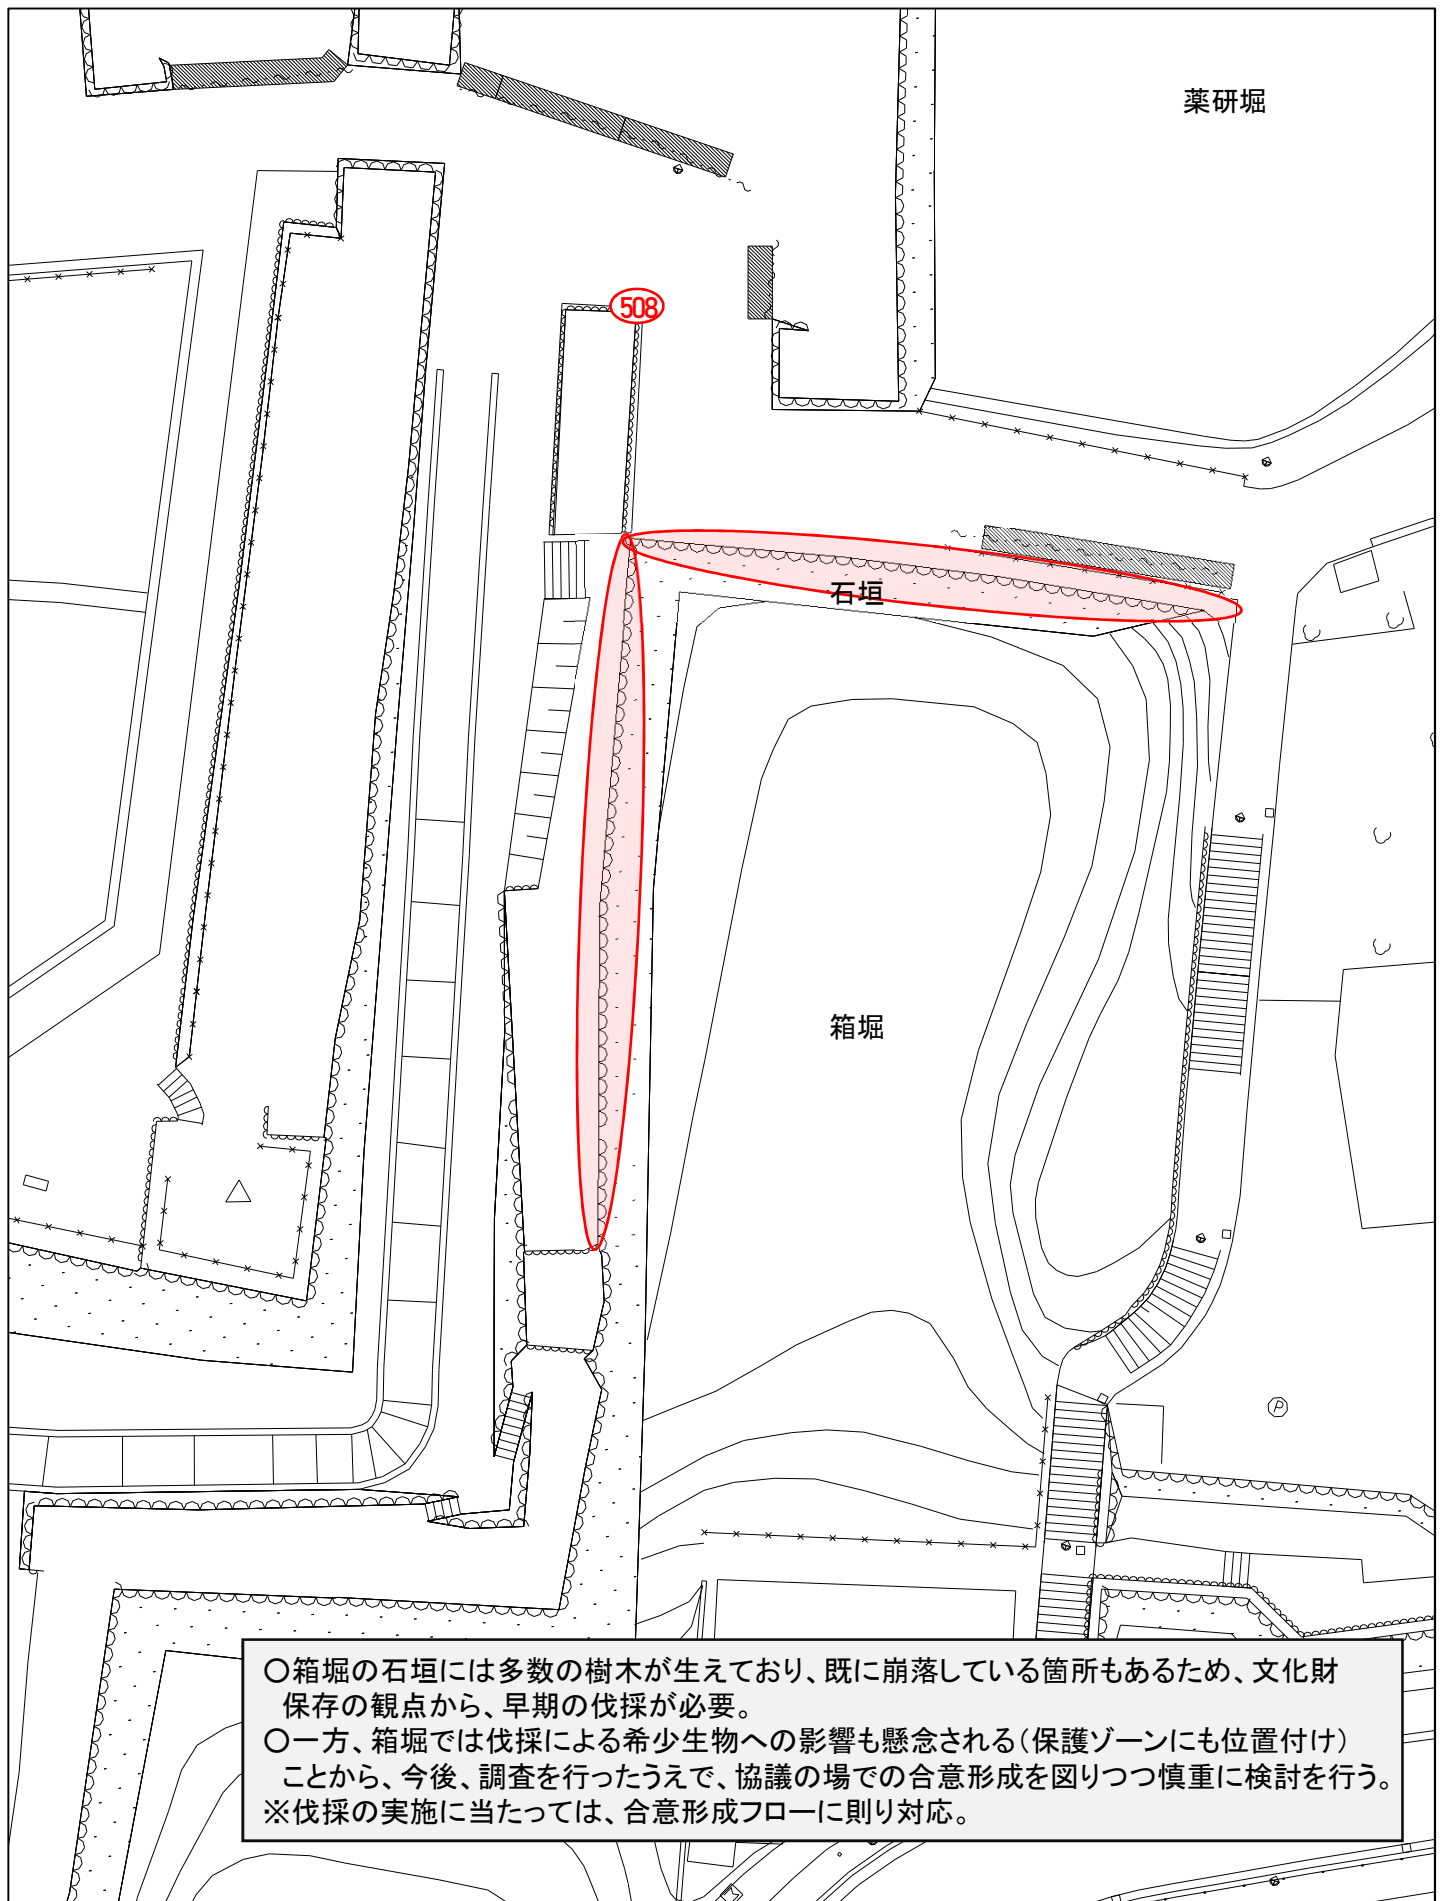 薬研堀
508
石垣
箱堀
P
〇箱堀の石垣には多数の樹木が生えており、既に崩落している箇所もあるため、文化財
保存の観点から、早期の伐採が必要。
〇一方、箱堀では伐採による希少生物への影響も懸念される（保護ゾーンにも位置付け）
ことから、今後、調査を行ったうえで、協議の場での合意形成を図りつつ慎重に検討を行う。
※伐採の実施に当たっては、合意形成フローに則り対応。